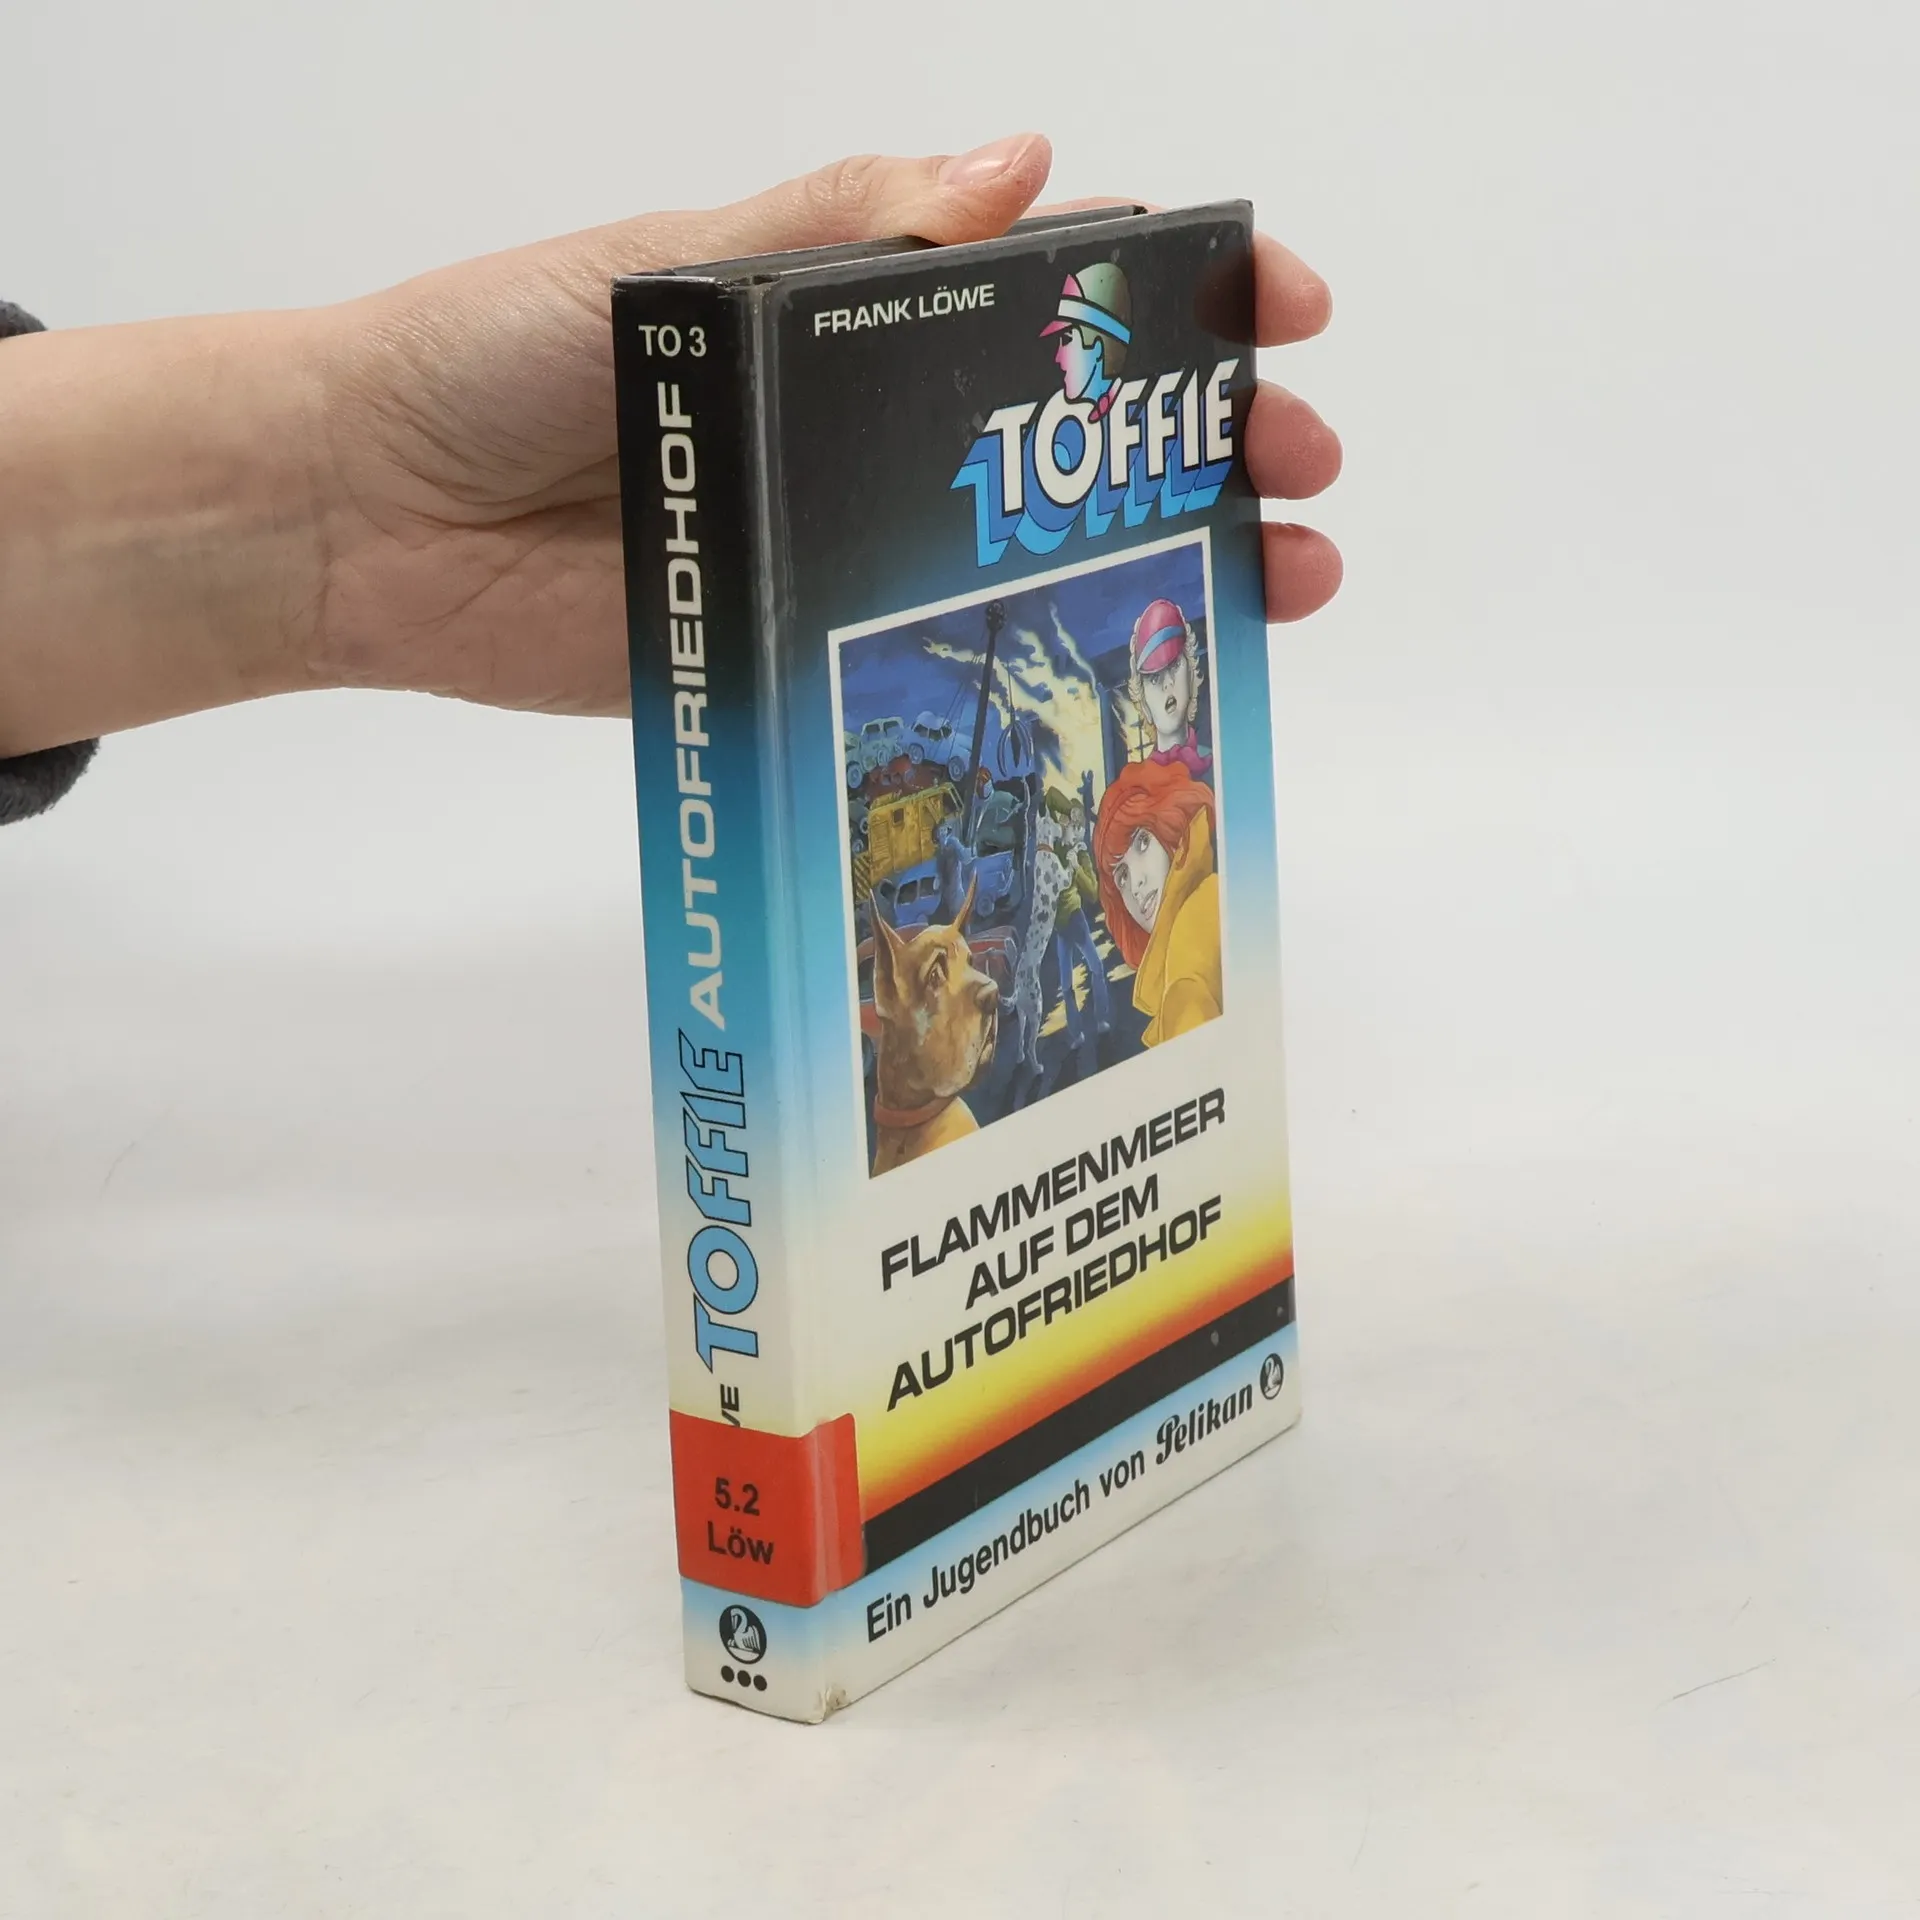 TO 3
TOFFIE AUTOFRIEDHOF
5.2
Löw
FRANK LÖWE
TOFFIE
FLAMMENMEER
AUF DEM
AUTOFRIEDHOF
Ein Jugendbuch von Pelikan